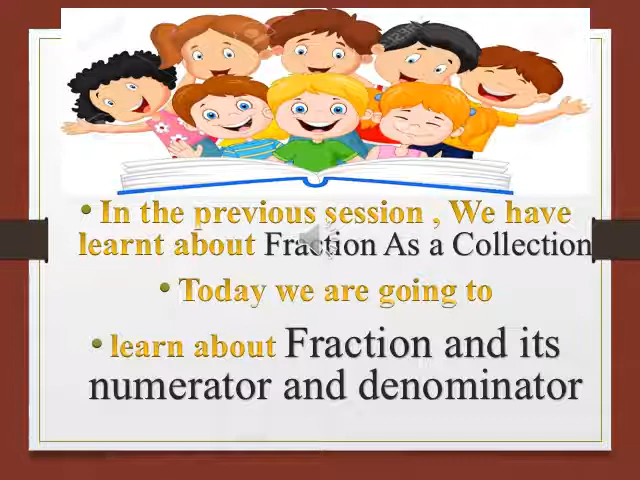 • In the previous session , We have
learnt about Fraction As a Collection
• Today we are going to
• learn about Fraction and its
numerator and denominator